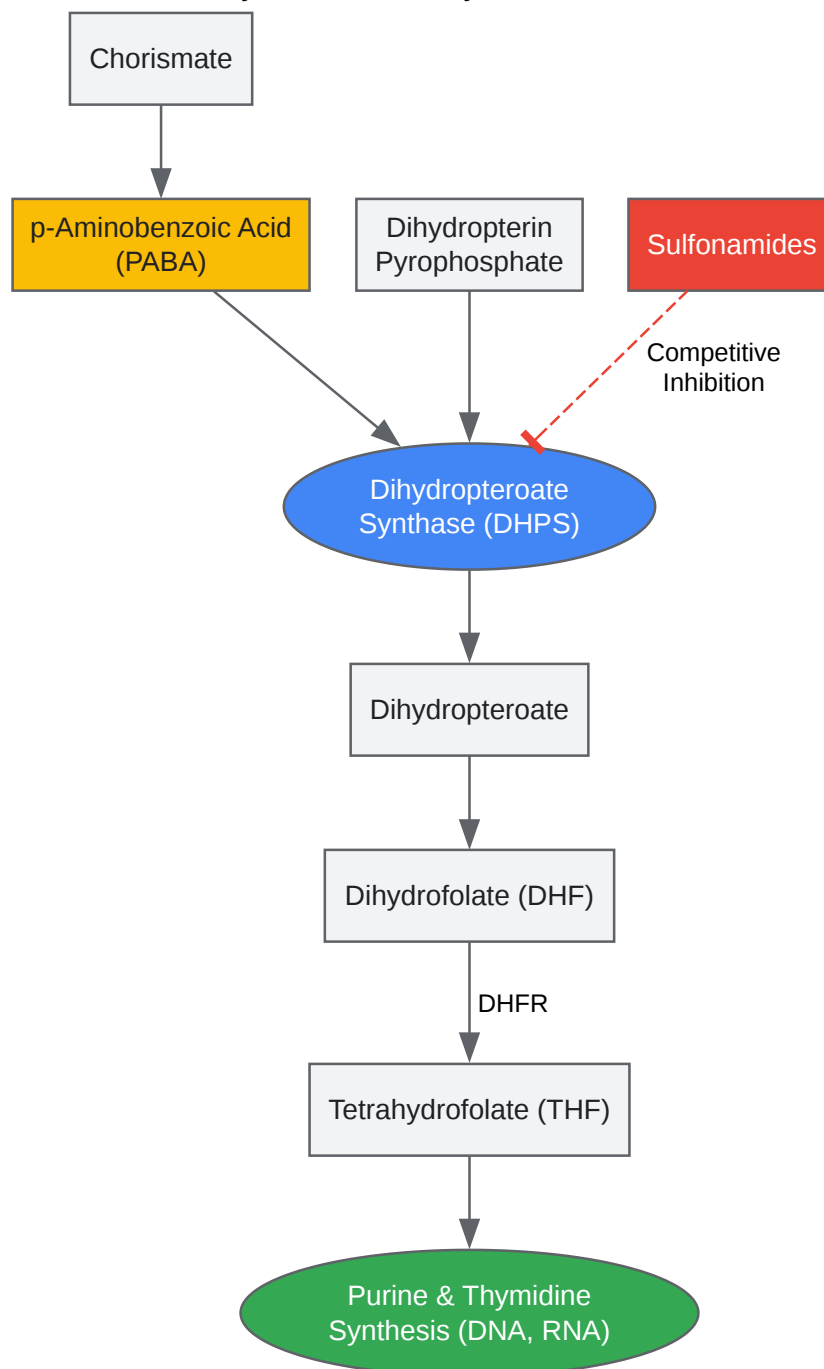 Chorismate
p-Aminobenzoic Acid
(PABA)
Dihydropterin
Pyrophosphate
Sulfonamides
Competitive
Inhibition
Dihydropteroate
Synthase (DHPS)
Dihydropteroate
Dihydrofolate (DHF)
DHFR
Tetrahydrofolate (THF)
Purine & Thymidine
Synthesis (DNA, RNA)